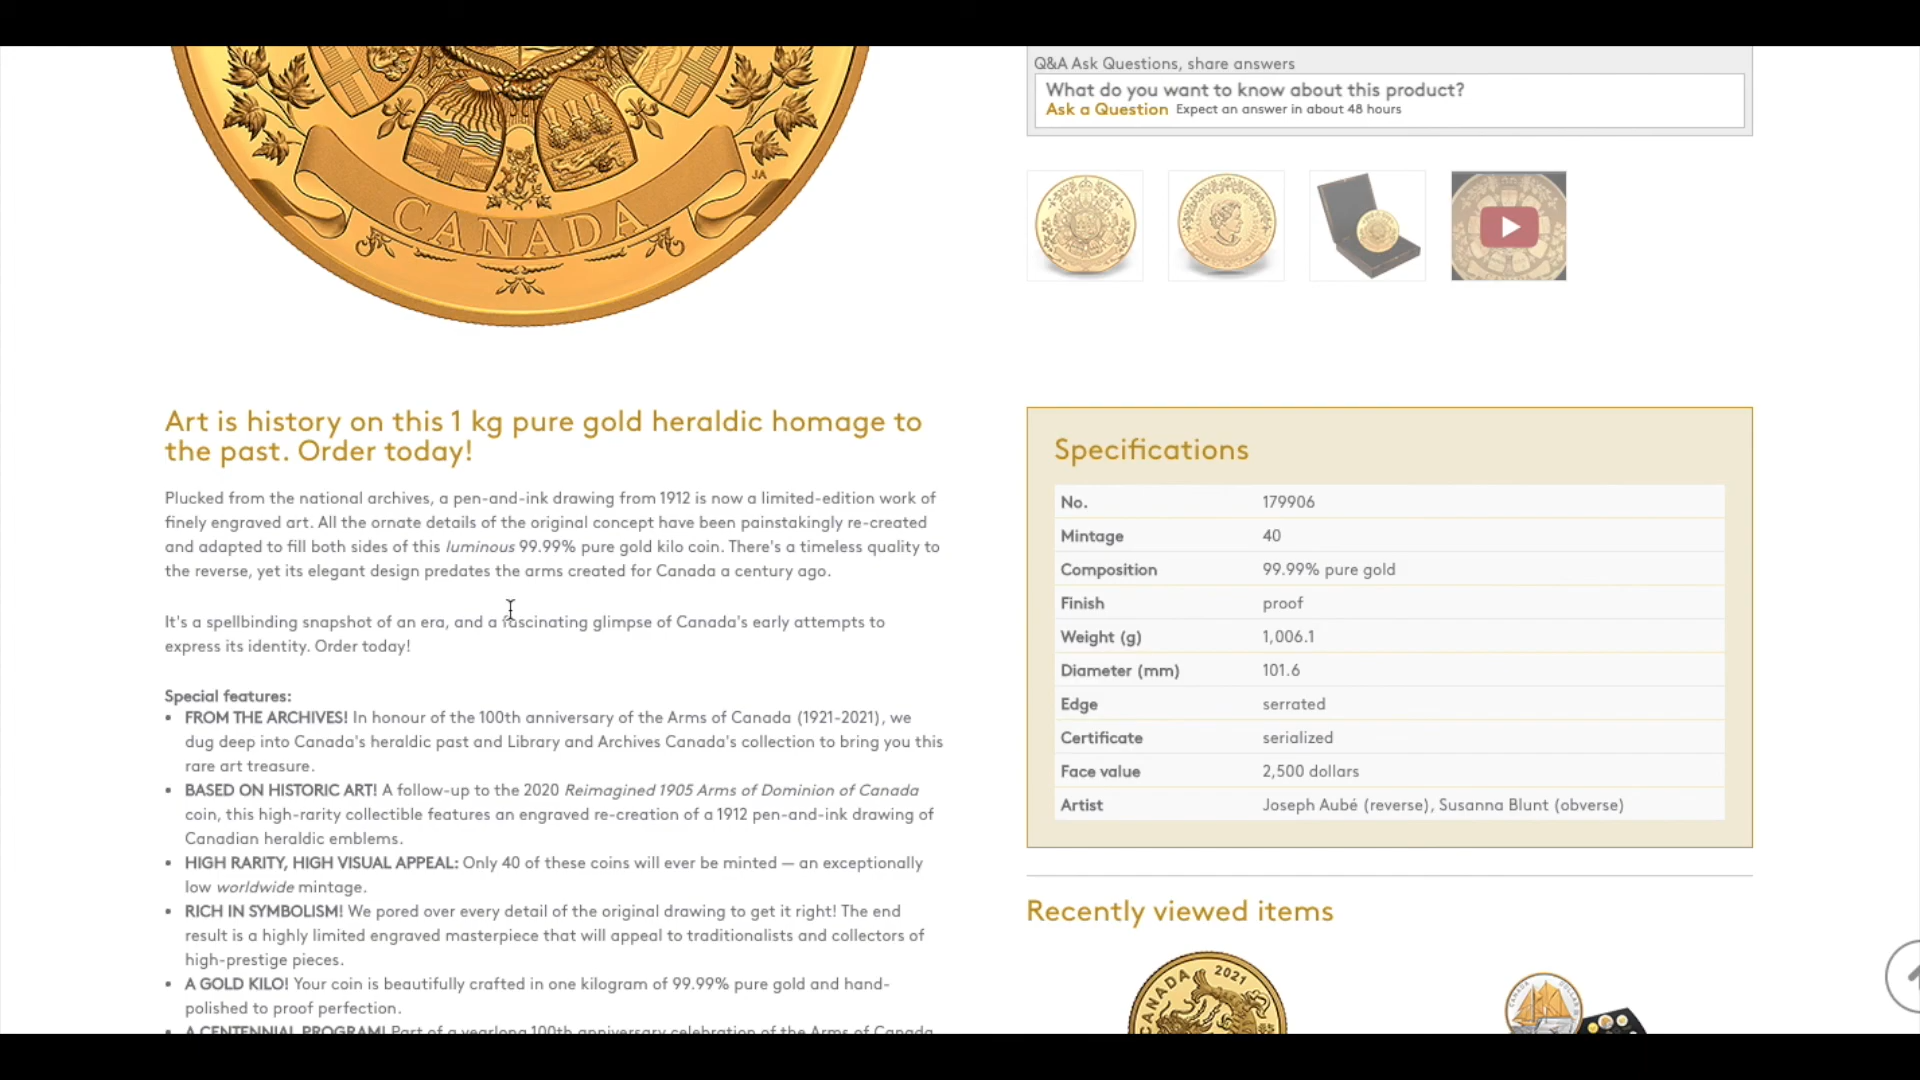 CANADA
JA
Q&A Ask Questions, share answers
What do you want to know about this product?
Ask a Question Expect an answer in about 48 hours
Art is history on this 1 kg pure gold heraldic homage to
the past. Order today!
Plucked from the national archives, a pen-and-ink drawing from 1912 is now a limited-edition work of
finely engraved art. All the ornate details of the original concept have been painstakingly re-created
and adapted to fill both sides of this luminous 99.99% pure gold kilo coin. There's a timeless quality to
the reverse, yet its elegant design predates the arms created for Canada a century ago.
It's a spellbinding snapshot of an era, and a fascinating glimpse of Canada's early attempts to
express its identity. Order today!
Special features:
• FROM THE ARCHIVES! In honour of the 100th anniversary of the Arms of Canada (1921-2021), we
dug deep into Canada's heraldic past and Library and Archives Canada's collection to bring you this
rare art treasure.
• BASED ON HISTORIC ART! A follow-up to the 2020 Reimagined 1905 Arms of Dominion of Canada
coin, this high-rarity collectible features an engraved re-creation of a 1912 pen-and-ink drawing of
Canadian heraldic emblems.
• HIGH RARITY, HIGH VISUAL APPEAL: Only 40 of these coins will ever be minted — an exceptionally
low worldwide mintage.
• RICH IN SYMBOLISM! We pored over every detail of the original drawing to get it right! The end
result is a highly limited engraved masterpiece that will appeal to traditionalists and collectors of
high-prestige pieces.
• A GOLD KILO! Your coin is beautifully crafted in one kilogram of 99.99% pure gold and hand-
polished to proof perfection.
• A CENTENNIAL PROGRAM! Part of a yearlong 100th anniversary celebration of the Arms of Canada
Specifications
No. 179906
Mintage 40
Composition 99.99% pure gold
Finish proof
Weight (g) 1,006.1
Diameter (mm) 101.6
Edge serrated
Certificate serialized
Face value 2,500 dollars
Artist Joseph Aubé (reverse), Susanna Blunt (obverse)
Recently viewed items
CANADA 2021
CANADA DOLLAR